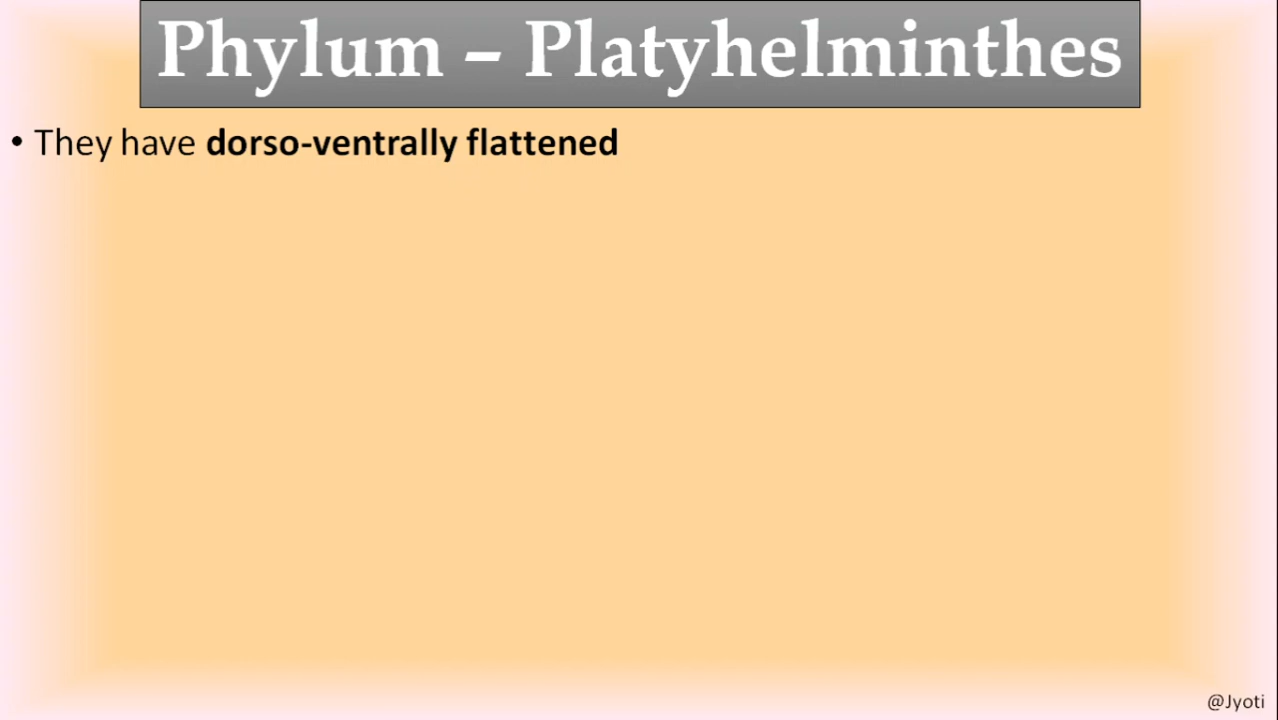 Phylum – Platyhelminthes
• They have dorso-ventrally flattened
@Jyoti